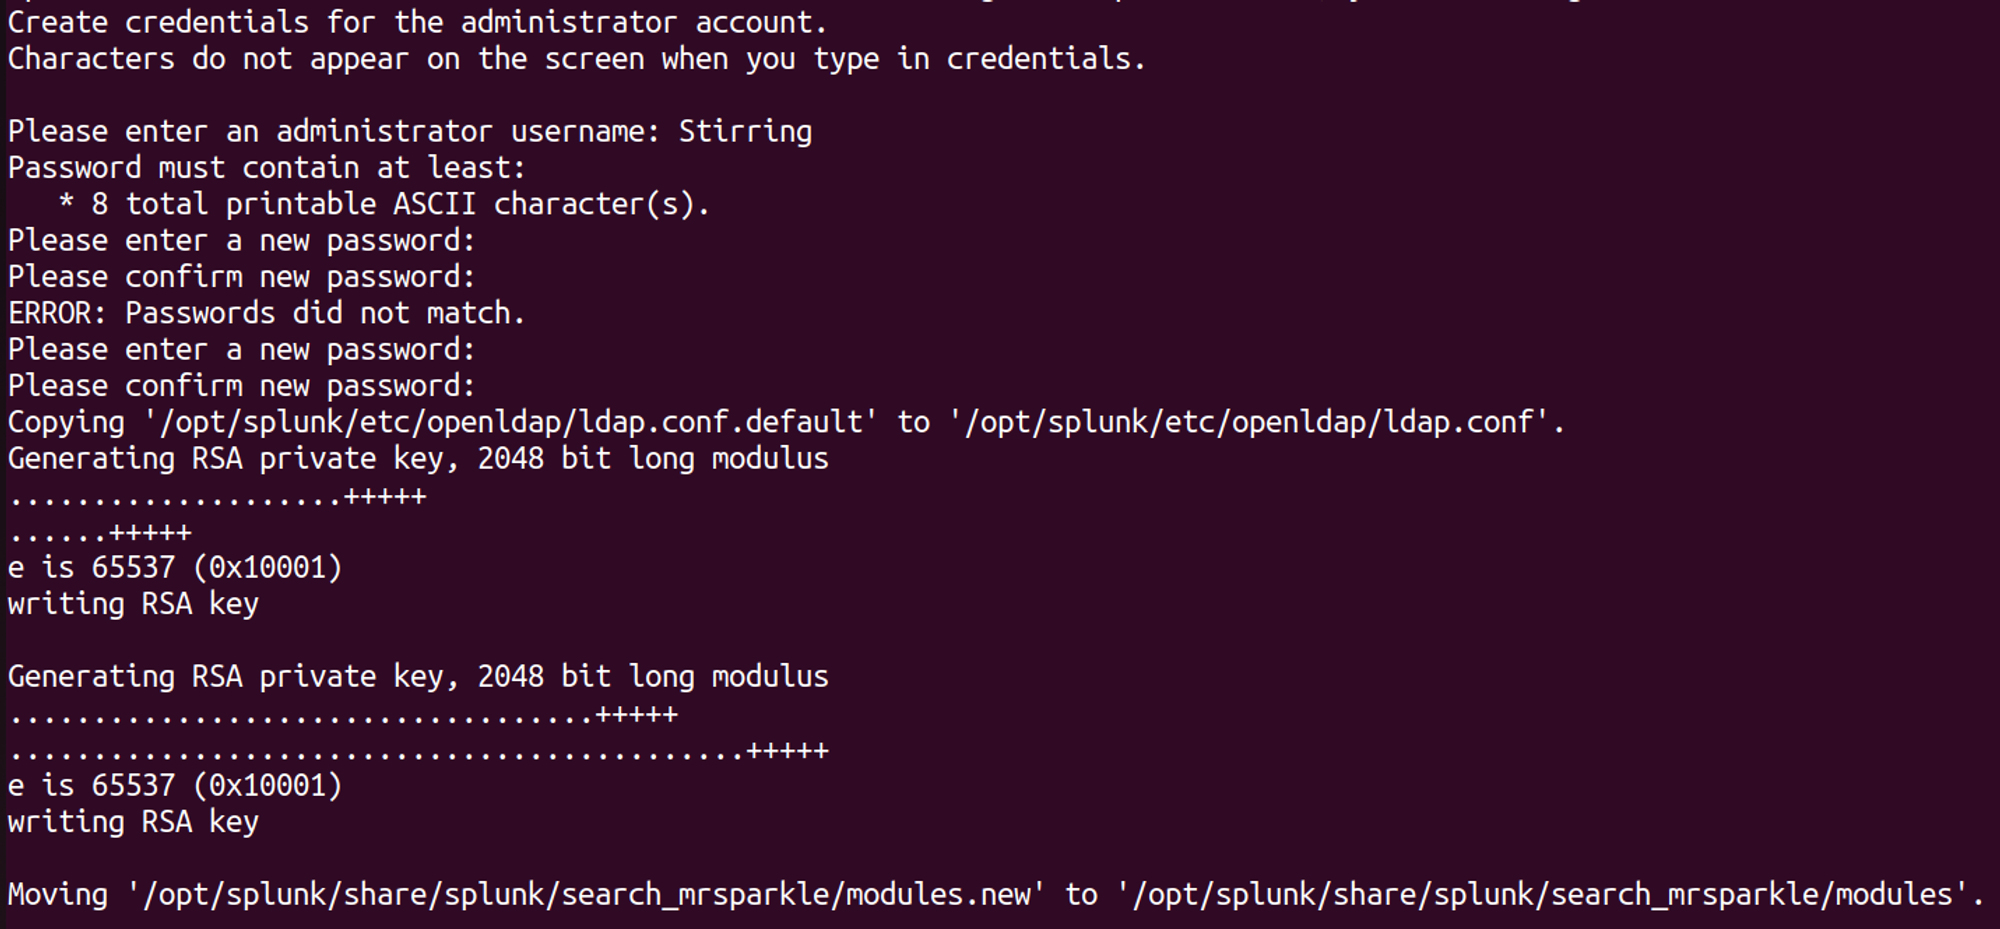 Create credentials for the administrator account.
Characters do not appear on the screen when you type in credentials.
Please enter an administrator username: Stirring
Password must contain at least:
   * 8 total printable ASCII character(s).
Please enter a new password:
Please confirm new password:
ERROR: Passwords did not match.
Please enter a new password:
Please confirm new password:
Copying '/opt/splunk/etc/openldap/ldap.conf.default' to '/opt/splunk/etc/openldap/ldap.conf'.
Generating RSA private key, 2048 bit long modulus
....................+++++
......+++++
e is 65537 (0x10001)
writing RSA key
Generating RSA private key, 2048 bit long modulus
...................................+++++
............................................+++++
e is 65537 (0x10001)
writing RSA key
Moving '/opt/splunk/share/splunk/search_mrsparkle/modules.new' to '/opt/splunk/share/splunk/search_mrsparkle/modules'.